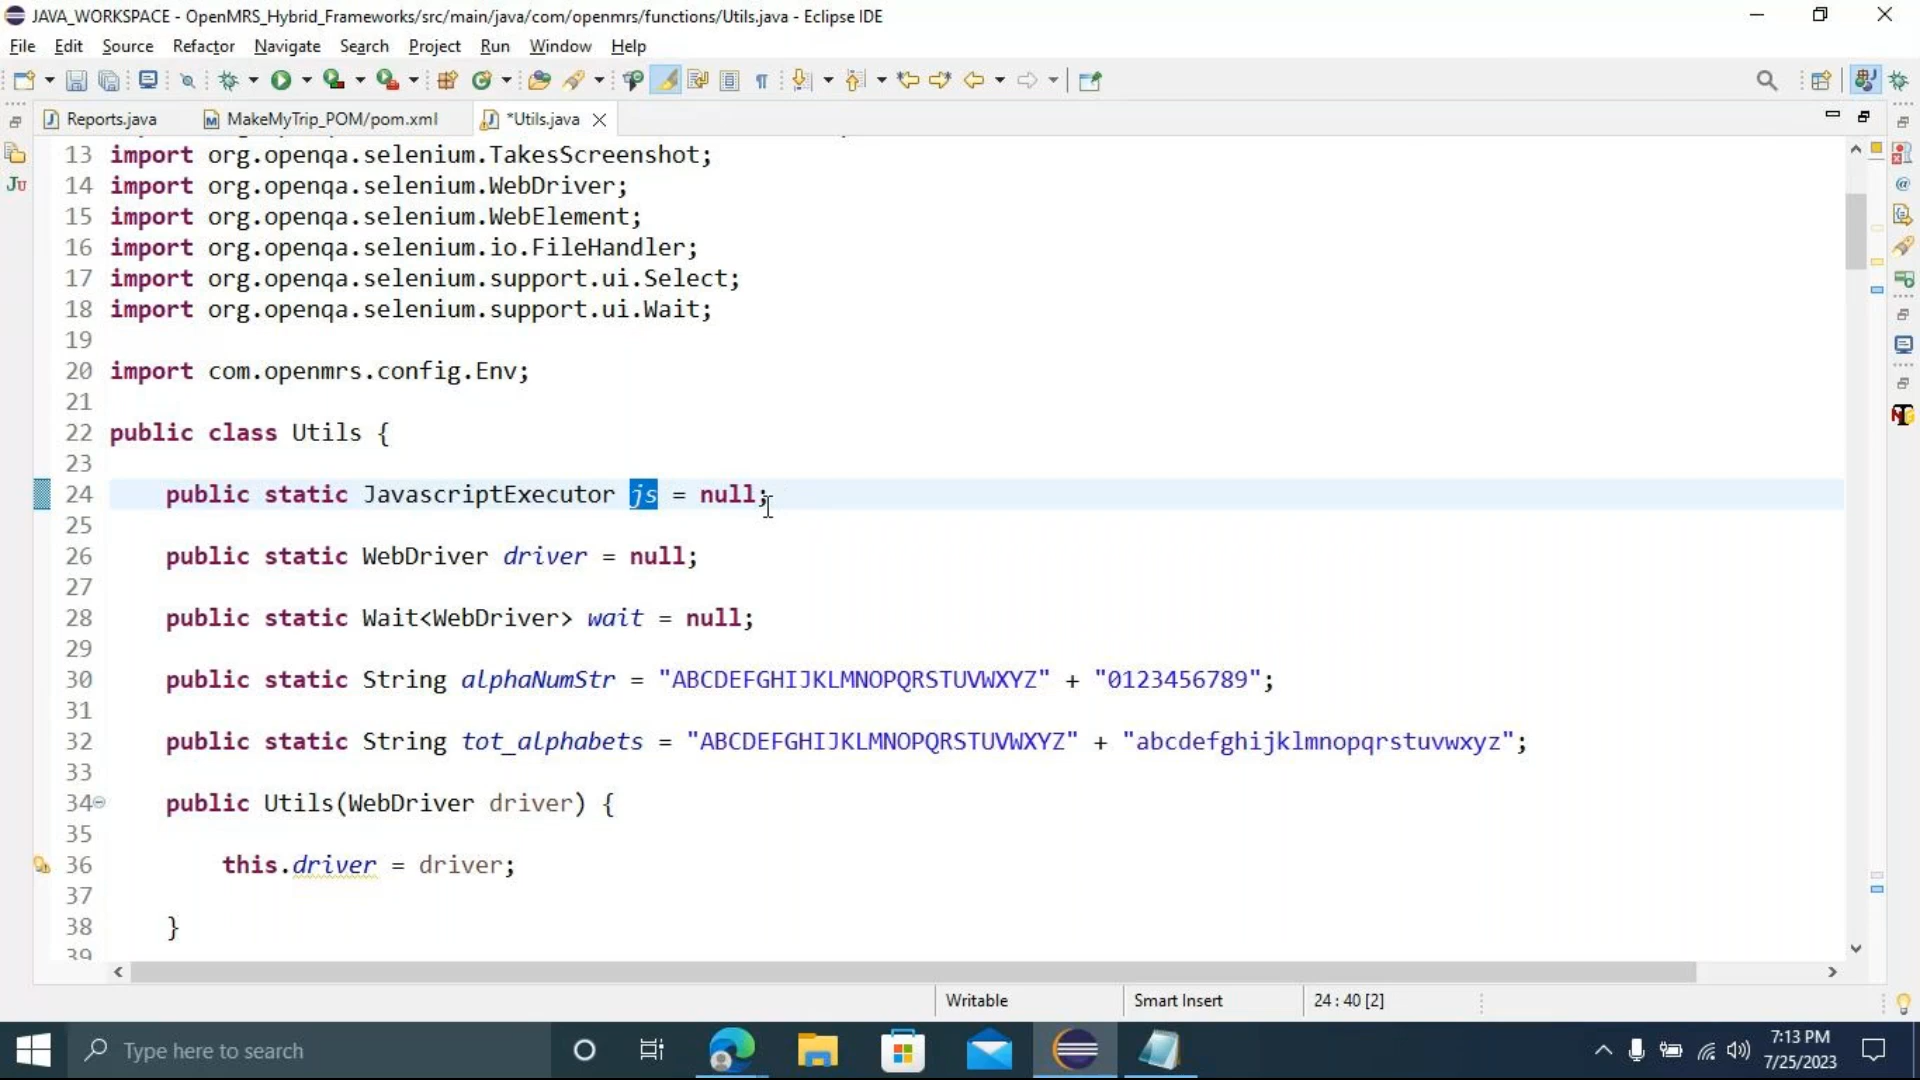 JAVA_WORKSPACE - OpenMRS_Hybrid_Frameworks/src/main/java/com/openmrs/functions/Utils.java - Eclipse IDE
File Edit Source Refactor Navigate Search Project Run Window Help
Reports.java MakeMyTrip_POM/pom.xml *Utils.java
13 import org.openqa.selenium.TakesScreenshot;
14 import org.openqa.selenium.WebDriver;
15 import org.openqa.selenium.WebElement;
16 import org.openqa.selenium.io.FileHandler;
17 import org.openqa.selenium.support.ui.Select;
18 import org.openqa.selenium.support.ui.Wait;
19
20 import com.openmrs.config.Env;
21
22 public class Utils {
23
24 public static JavascriptExecutor js = null;
25
26 public static WebDriver driver = null;
27
28 public static Wait<WebDriver> wait = null;
29
30 public static String alphaNumStr = "ABCDEFGHIJKLMNOPQRSTUVWXYZ" + "0123456789";
31
32 public static String tot_alphabets = "ABCDEFGHIJKLMNOPQRSTUVWXYZ" + "abcdefghijklmnopqrstuvwxyz";
33
34 public Utils(WebDriver driver) {
35
36 this.driver = driver;
37
38 }
39
Writable Smart Insert 24 : 40 [2]
Type here to search
7:13 PM
7/25/2023